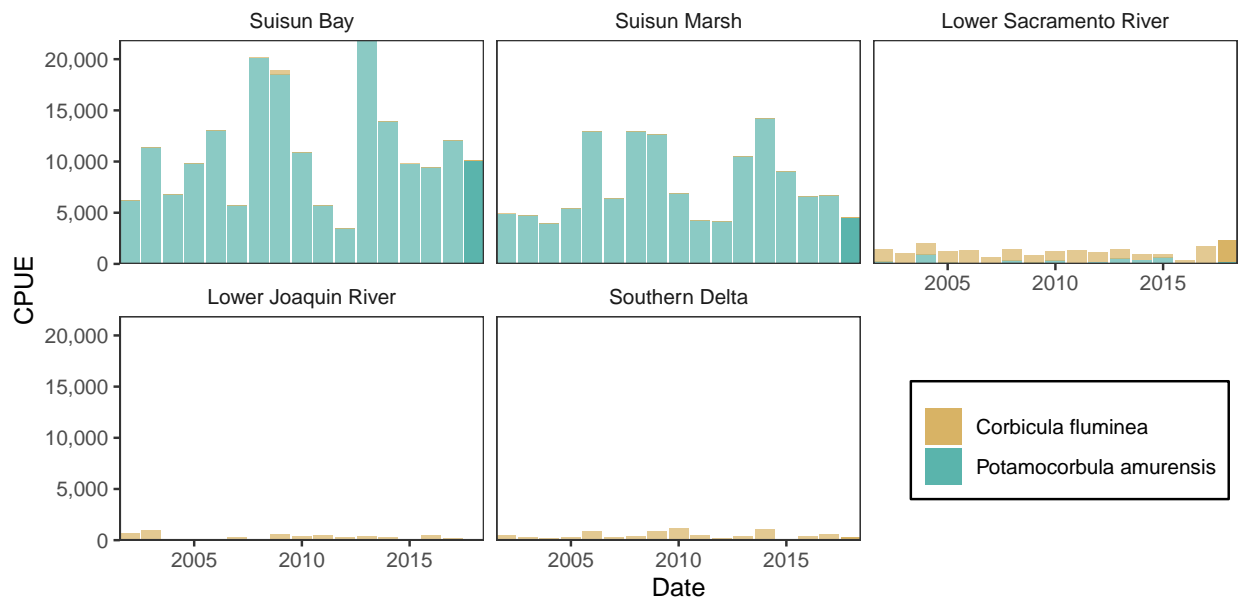 Suisun Bay
Suisun Marsh
Lower Sacramento River
20,000
15,000
10,000
5,000
0
2005
2010
2015
Lower Joaquin River
Southern Delta
20,000
15,000
10,000
5,000
0
2005
2010
2015
2005
2010
2015
CPUE
Date
Corbicula fluminea
Potamocorbula amurensis